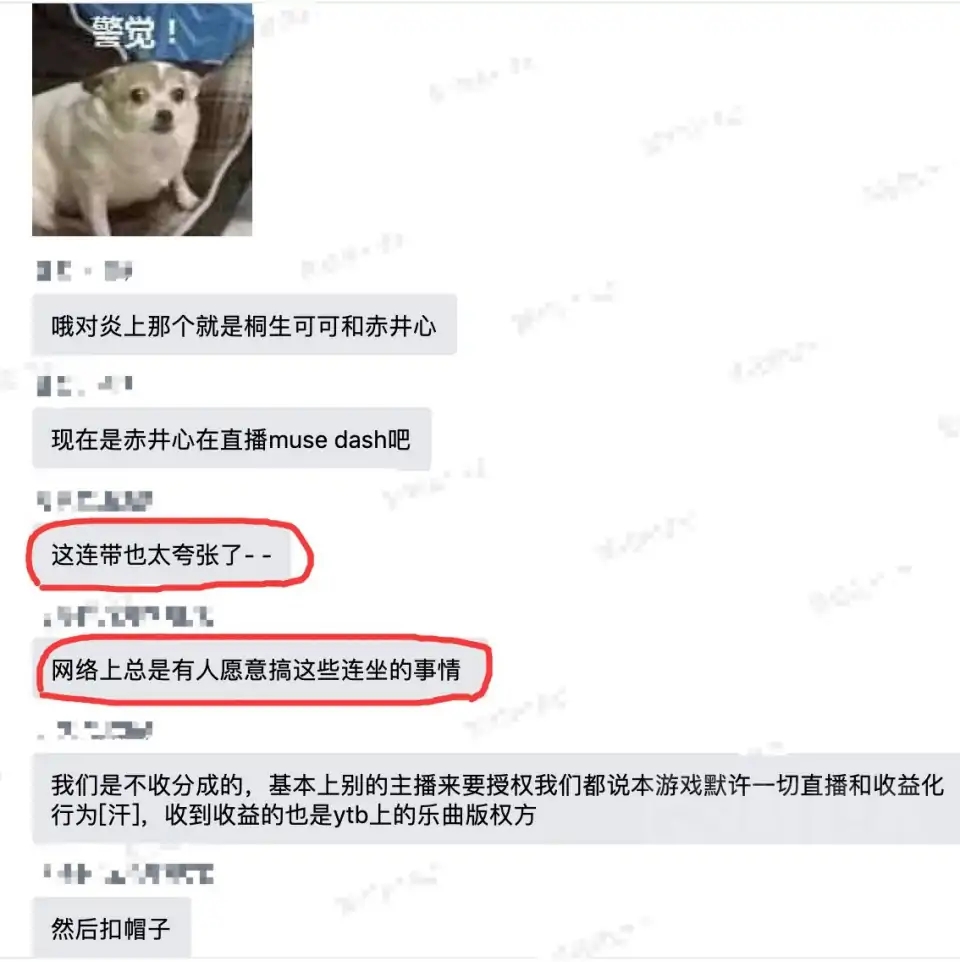 警觉！
哦对炎上那个就是桐生可可和赤井心
现在是赤井心在直播muse dash吧
这连带也太夸张了- -
网络上总是有人愿意搞这些连坐的事情
我们是不收分成的，基本上别的主播来要授权我们都说本游戏默许一切直播和收益化
行为[汗]，收到收益的也是ytb上的乐曲版权方
然后扣帽子